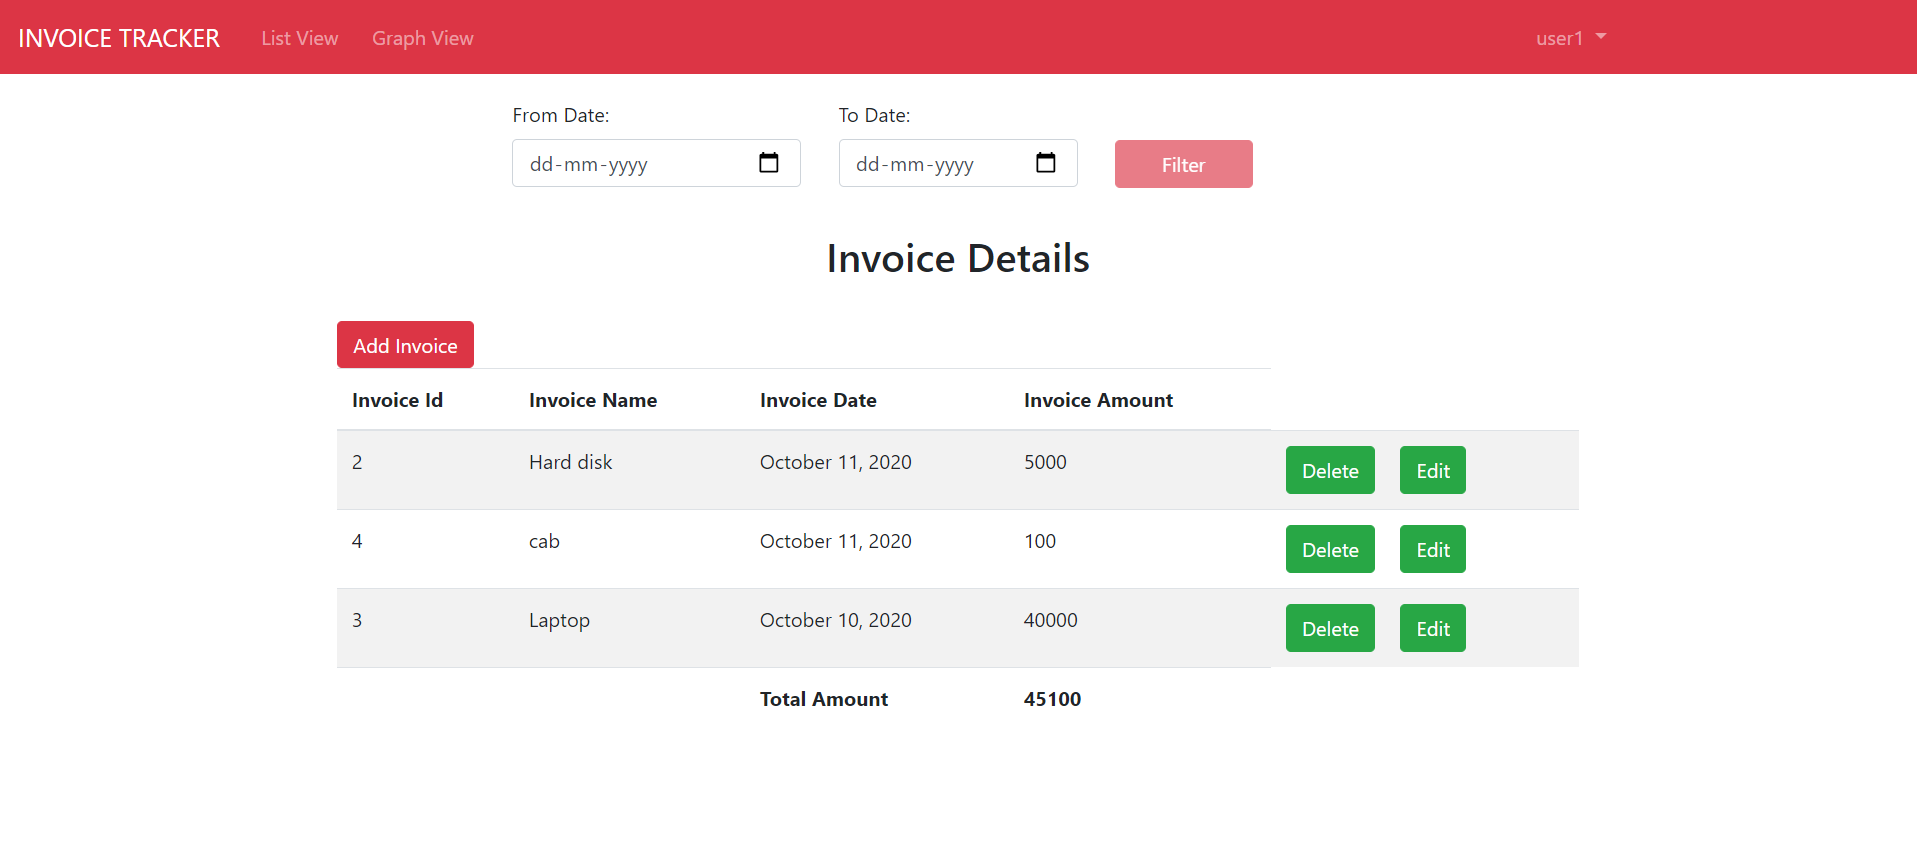 INVOICE TRACKER List View Graph View user1
From Date: To Date:
dd-mm-yyyy dd-mm-yyyy Filter
Invoice Details
Add Invoice
Invoice Id Invoice Name Invoice Date Invoice Amount
2 Hard disk October 11, 2020 5000 Delete Edit
4 cab October 11, 2020 100 Delete Edit
3 Laptop October 10, 2020 40000 Delete Edit
Total Amount 45100